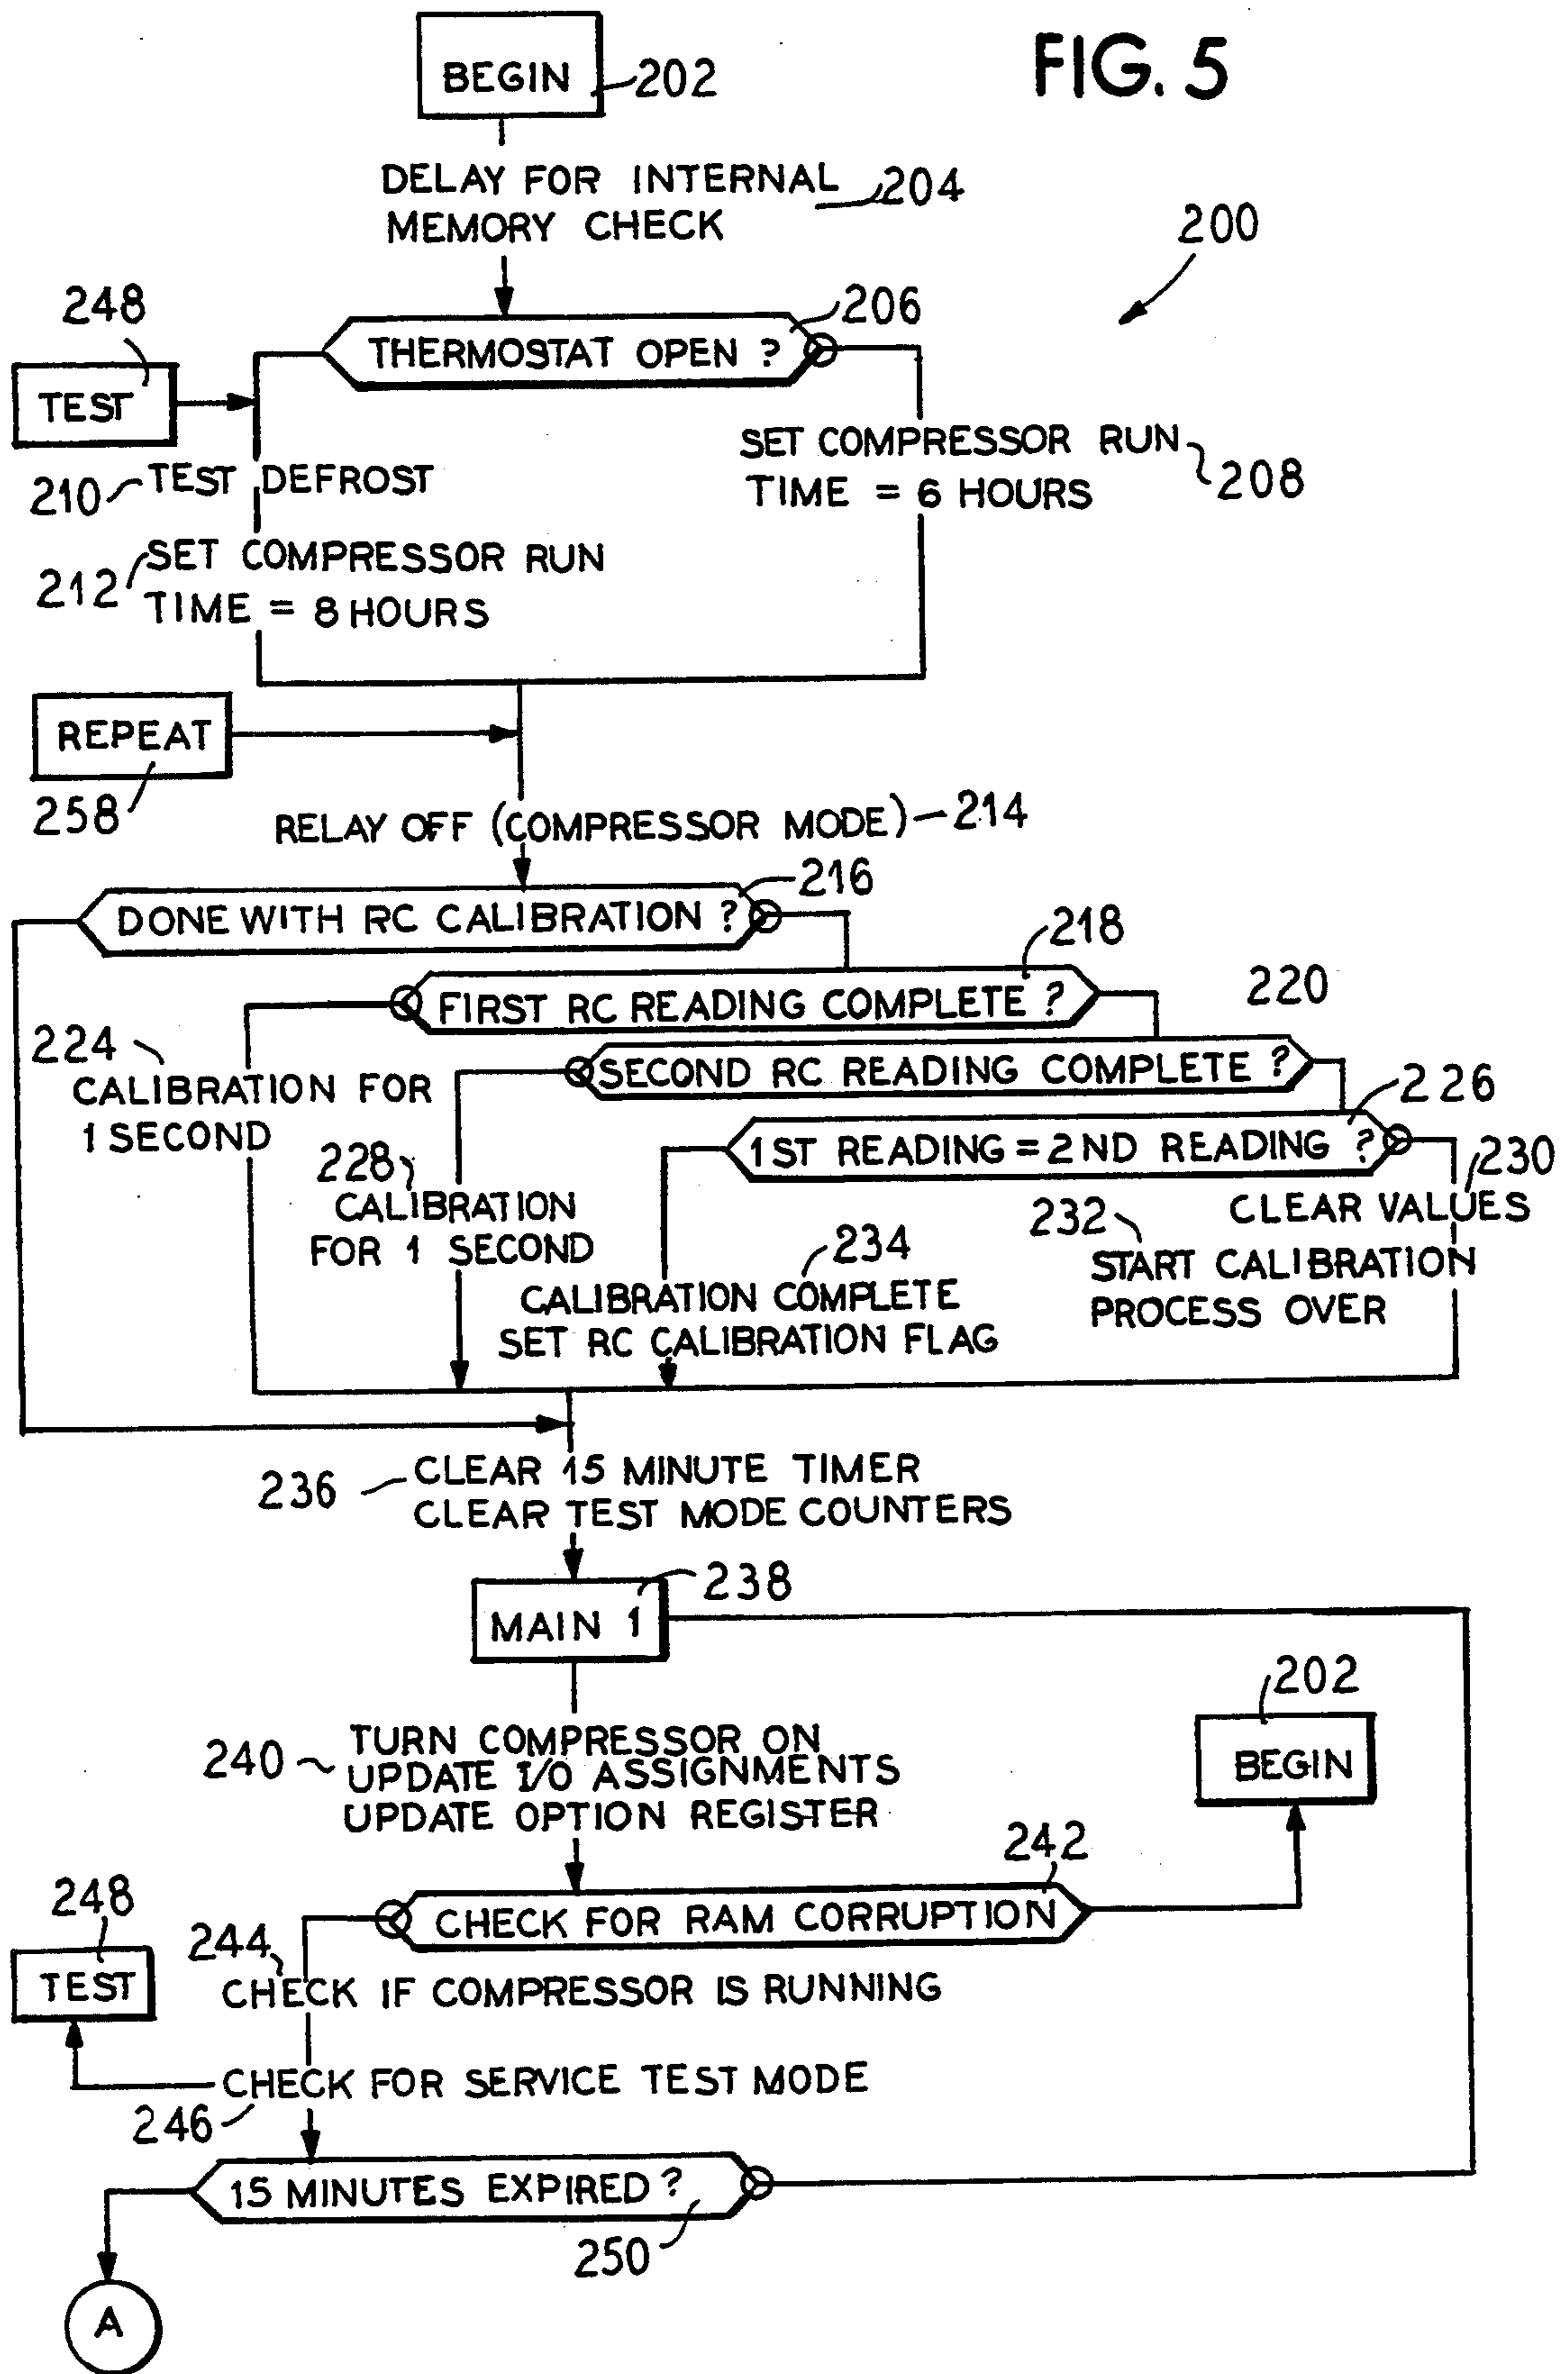 FIG. 5
BEGIN
202
DELAY FOR INTERNAL
MEMORY CHECK
204
200
248
206
THERMOSTAT OPEN ?
TEST
SET COMPRESSOR RUN
TIME = 6 HOURS
208
210
TEST DEFROST
212
SET COMPRESSOR RUN
TIME = 8 HOURS
REPEAT
258
RELAY OFF (COMPRESSOR MODE)
214
216
DONE WITH RC CALIBRATION ?
218
FIRST RC READING COMPLETE ?
220
224
CALIBRATION FOR
1 SECOND
SECOND RC READING COMPLETE ?
226
1ST READING = 2ND READING ?
228
CALIBRATION
FOR 1 SECOND
230
CLEAR VALUES
232
START CALIBRATION
PROCESS OVER
234
CALIBRATION COMPLETE
SET RC CALIBRATION FLAG
236
CLEAR 15 MINUTE TIMER
CLEAR TEST MODE COUNTERS
238
MAIN 1
202
BEGIN
240
TURN COMPRESSOR ON
UPDATE I/O ASSIGNMENTS
UPDATE OPTION REGISTER
242
CHECK FOR RAM CORRUPTION
248
TEST
244
CHECK IF COMPRESSOR IS RUNNING
CHECK FOR SERVICE TEST MODE
246
15 MINUTES EXPIRED ?
250
A